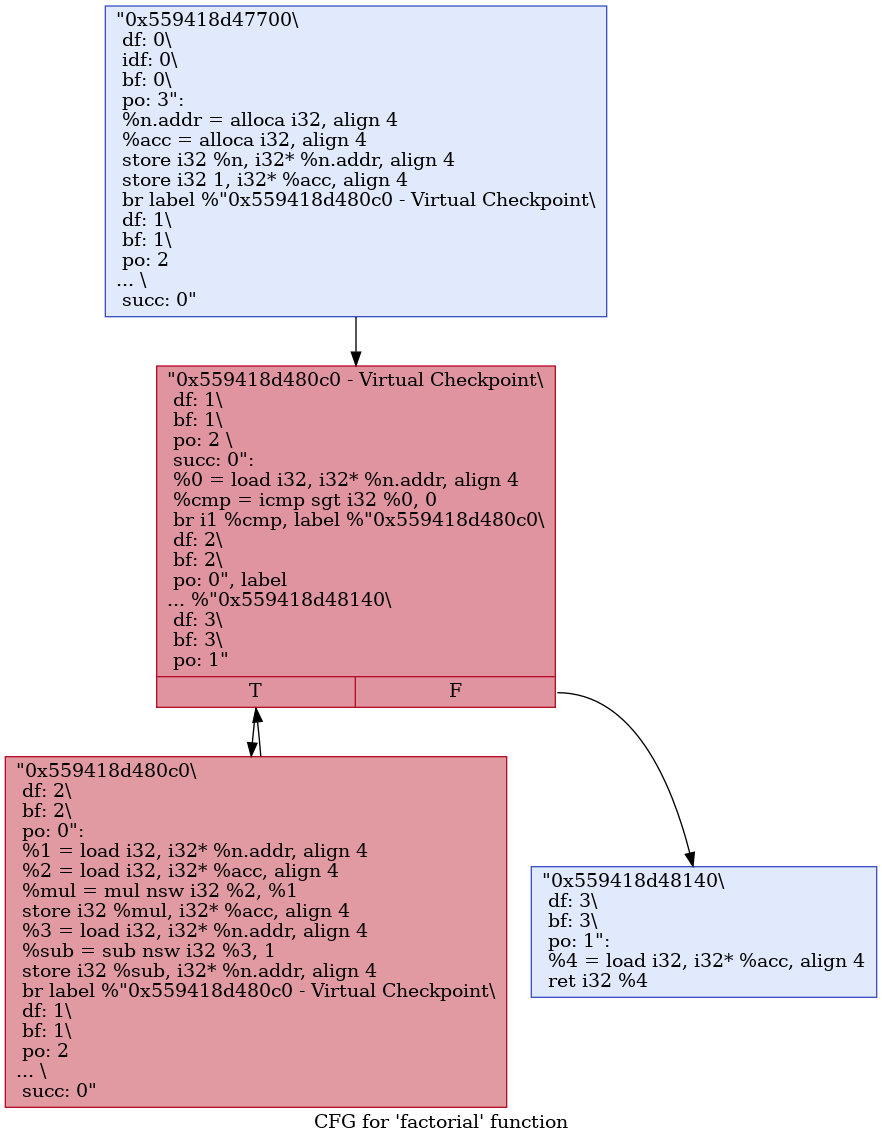 "0x559418d47700\
df: 0\
idf: 0\
bf: 0\
po: 3":
%n.addr = alloca i32, align 4
%acc = alloca i32, align 4
store i32 %n, i32* %n.addr, align 4
store i32 1, i32* %acc, align 4
br label %"0x559418d480c0 - Virtual Checkpoint\
df: 1\
bf: 1\
po: 2
... \
succ: 0"
"0x559418d480c0 - Virtual Checkpoint\
df: 1\
bf: 1\
po: 2 \
succ: 0":
%0 = load i32, i32* %n.addr, align 4
%cmp = icmp sgt i32 %0, 0
br i1 %cmp, label %"0x559418d480c0\
df: 2\
bf: 2\
po: 0", label
... %"0x559418d48140\
df: 3\
bf: 3\
po: 1"
T F
"0x559418d480c0\
df: 2\
bf: 2\
po: 0":
%1 = load i32, i32* %n.addr, align 4
%2 = load i32, i32* %acc, align 4
%mul = mul nsw i32 %2, %1
store i32 %mul, i32* %acc, align 4
%3 = load i32, i32* %n.addr, align 4
%sub = sub nsw i32 %3, 1
store i32 %sub, i32* %n.addr, align 4
br label %"0x559418d480c0 - Virtual Checkpoint\
df: 1\
bf: 1\
po: 2
... \
succ: 0"
"0x559418d48140\
df: 3\
bf: 3\
po: 1":
%4 = load i32, i32* %acc, align 4
ret i32 %4
CFG for 'factorial' function